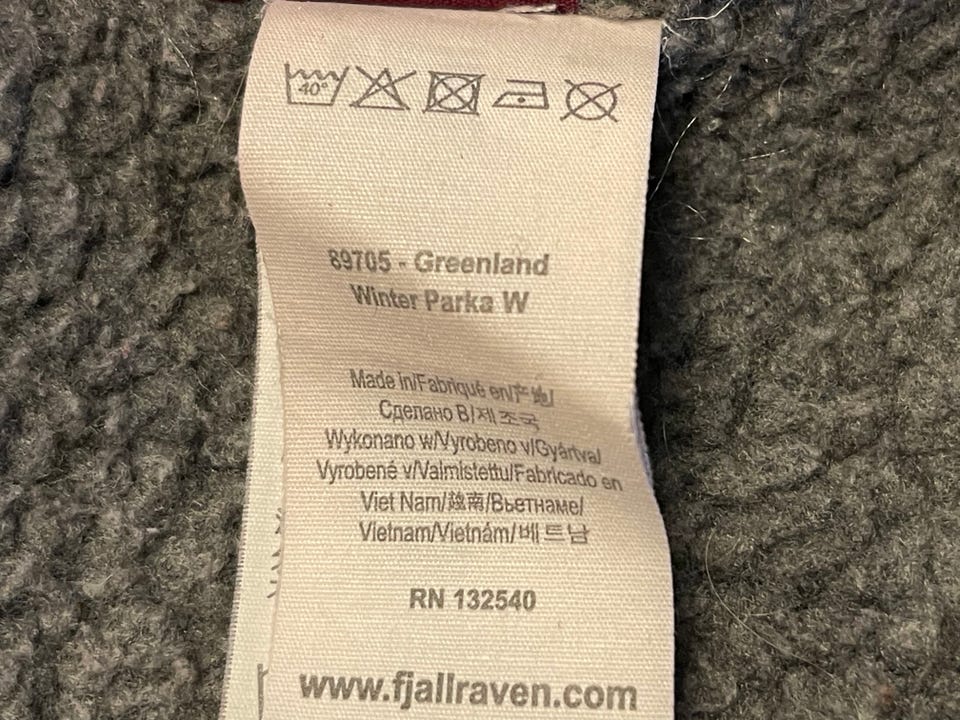 40°
89705 - Greenland
Winter Parka W
Made in/Fabriqué en/产地/
Сделано В/제조국
Wykonano w/Vyrobeno v/Gyártva/
Vyrobené v/Valmistettu/Fabricado en
Viet Nam/越南/Вьетнаме/
Vietnam/Vietnám/베트남
RN 132540
www.fjallraven.com